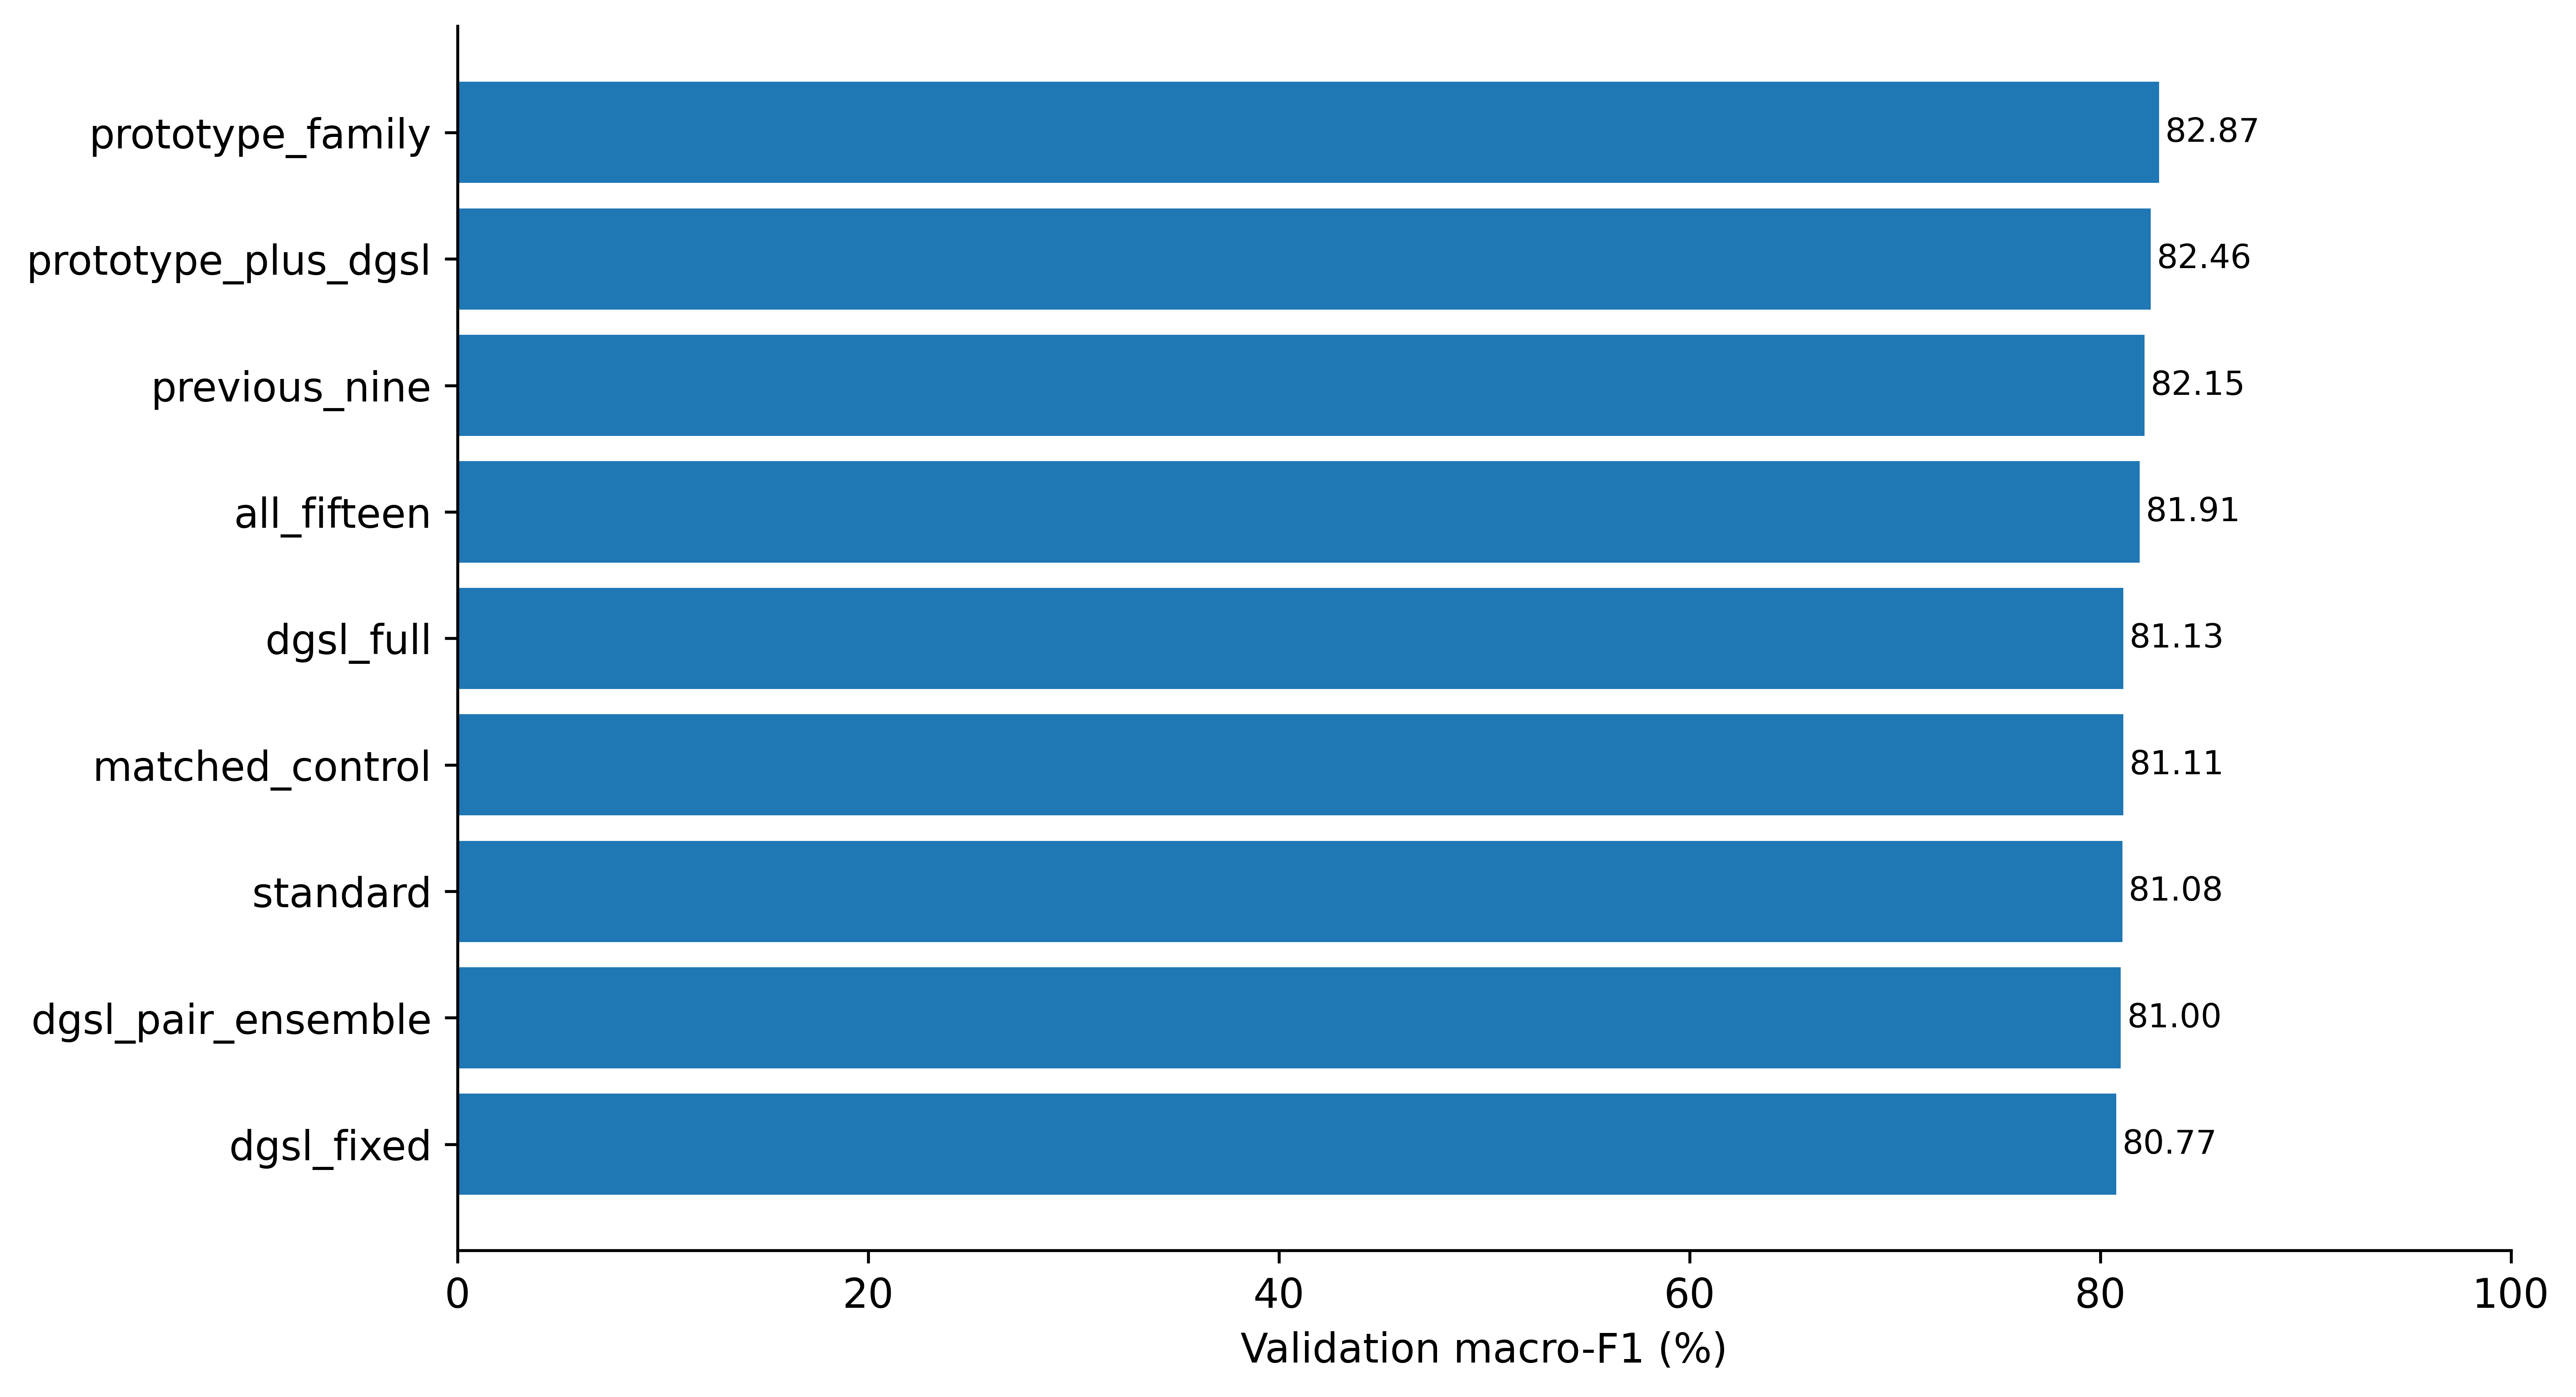 prototype_family 82.87
prototype_plus_dgsl 82.46
previous_nine 82.15
all_fifteen 81.91
dgsl_full 81.13
matched_control 81.11
standard 81.08
dgsl_pair_ensemble 81.00
dgsl_fixed 80.77
0 20 40 60 80 100
Validation macro-F1 (%)